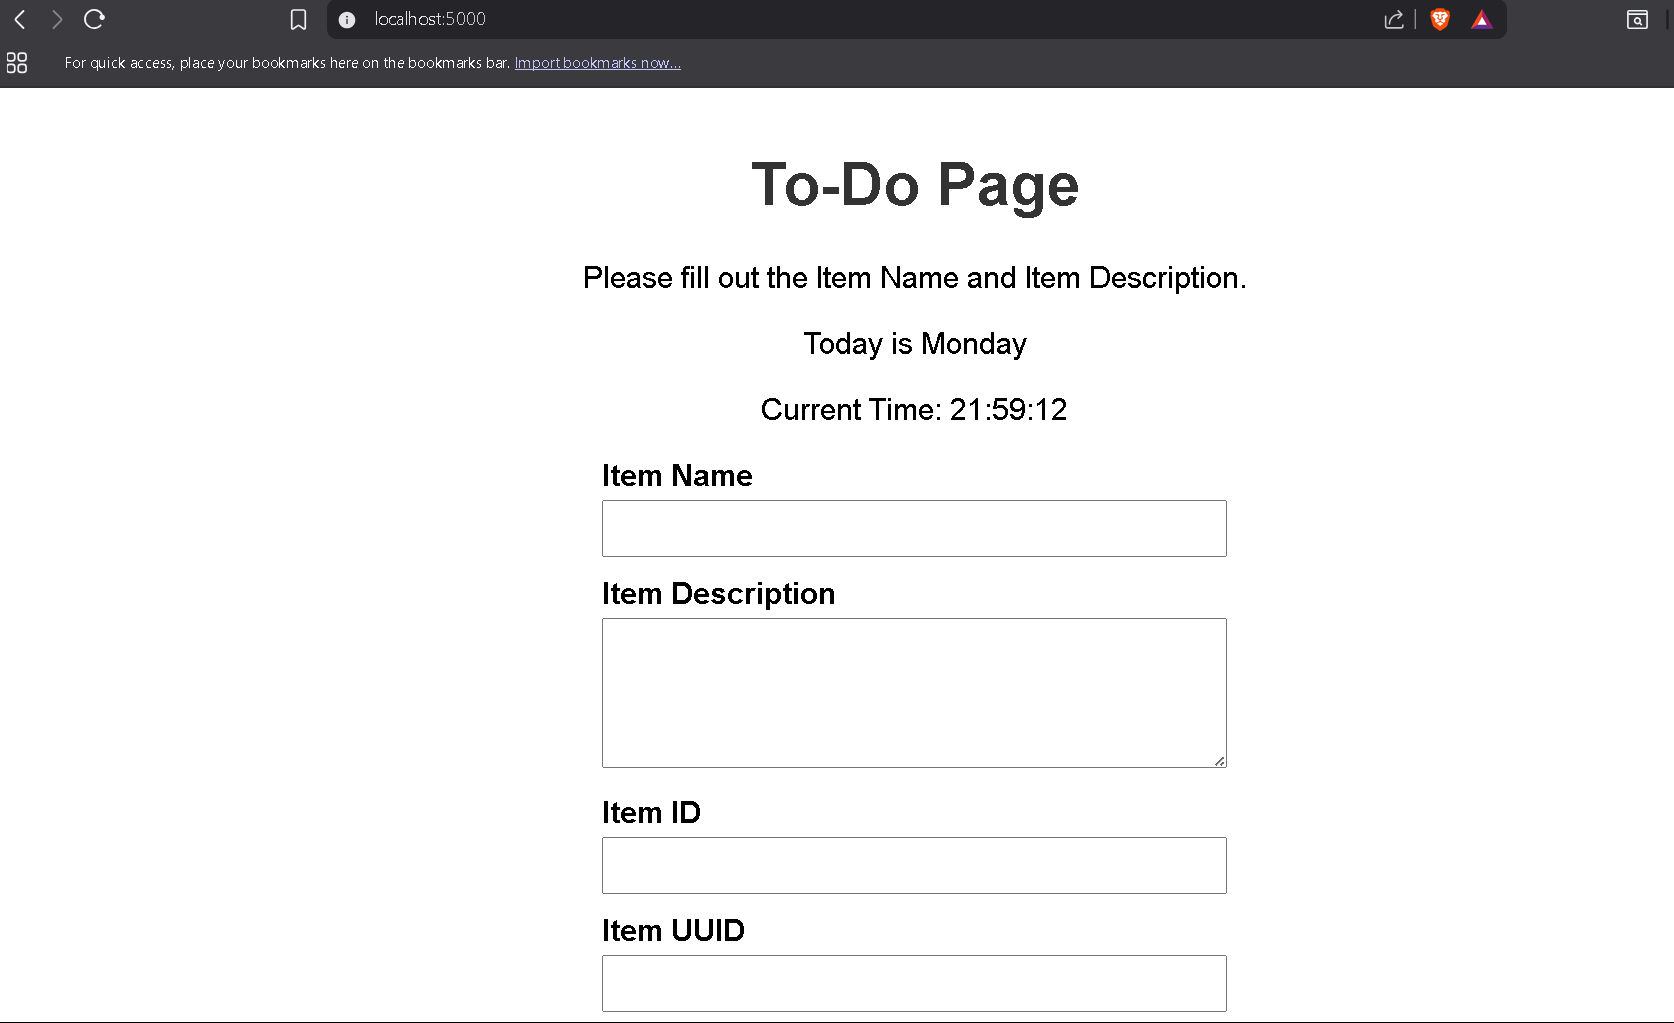 localhost:5000
For quick access, place your bookmarks here on the bookmarks bar. Import bookmarks now...
To-Do Page
Please fill out the Item Name and Item Description.
Today is Monday
Current Time: 21:59:12
Item Name
Item Description
Item ID
Item UUID